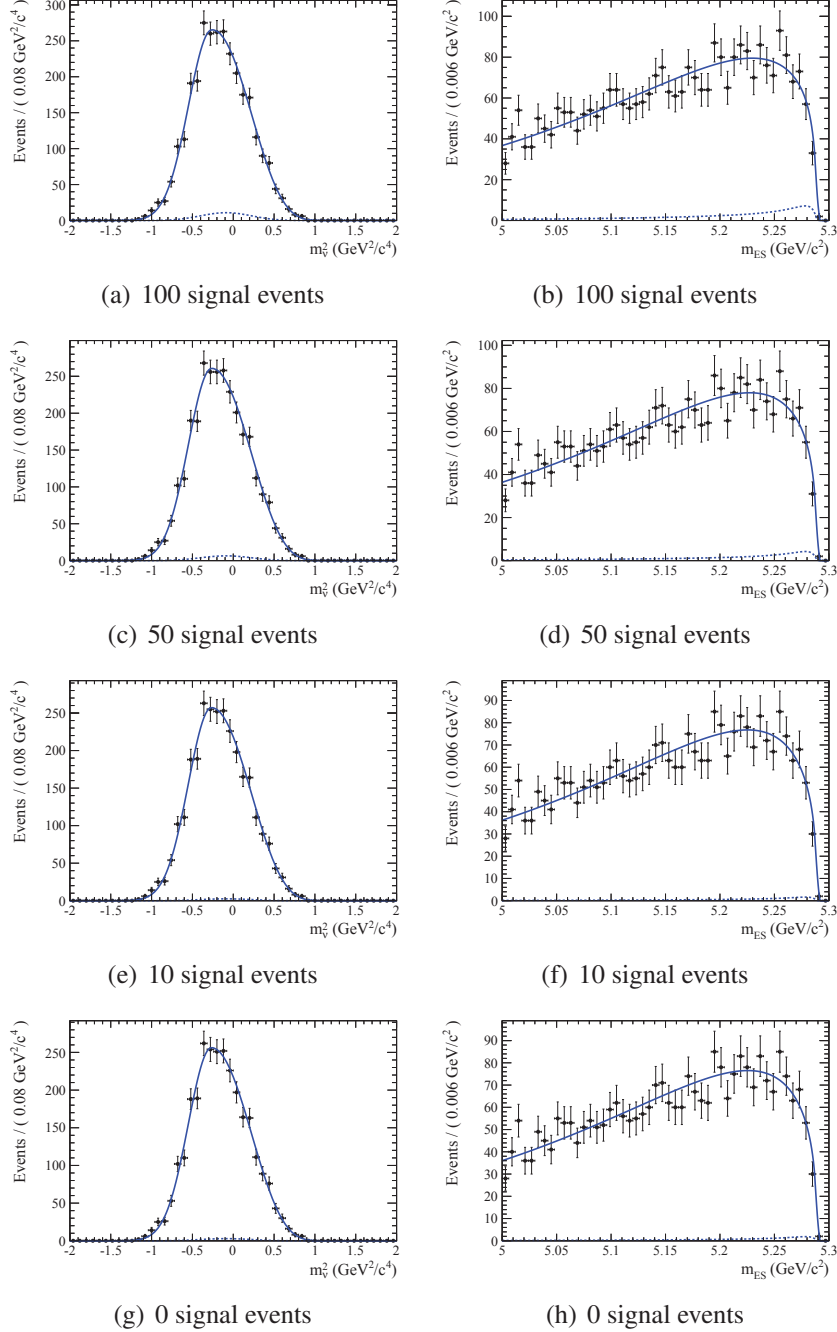 Events / ( 0.08 GeV²/c⁴ )
300
250
200
150
100
50
0
-2 -1.5 -1 -0.5 0 0.5 1 1.5 2
m²ᵥ (GeV²/c⁴)
(a) 100 signal events
Events / ( 0.006 GeV/c² )
100
80
60
40
20
0
5 5.05 5.1 5.15 5.2 5.25 5.3
m_ES (GeV/c²)
(b) 100 signal events
Events / ( 0.08 GeV²/c⁴ )
250
200
150
100
50
0
-2 -1.5 -1 -0.5 0 0.5 1 1.5 2
m²ᵥ (GeV²/c⁴)
(c) 50 signal events
Events / ( 0.006 GeV/c² )
100
80
60
40
20
0
5 5.05 5.1 5.15 5.2 5.25 5.3
m_ES (GeV/c²)
(d) 50 signal events
Events / ( 0.08 GeV²/c⁴ )
250
200
150
100
50
0
-2 -1.5 -1 -0.5 0 0.5 1 1.5 2
m²ᵥ (GeV²/c⁴)
(e) 10 signal events
Events / ( 0.006 GeV/c² )
90
80
70
60
50
40
30
20
10
0
5 5.05 5.1 5.15 5.2 5.25 5.3
m_ES (GeV/c²)
(f) 10 signal events
Events / ( 0.08 GeV²/c⁴ )
250
200
150
100
50
0
-2 -1.5 -1 -0.5 0 0.5 1 1.5 2
m²ᵥ (GeV²/c⁴)
(g) 0 signal events
Events / ( 0.006 GeV/c² )
90
80
70
60
50
40
30
20
10
0
5 5.05 5.1 5.15 5.2 5.25 5.3
m_ES (GeV/c²)
(h) 0 signal events